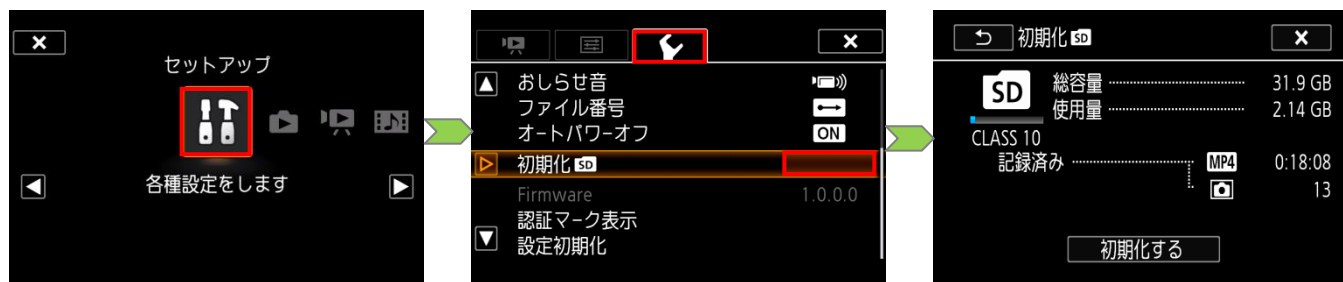 セットアップ
各種設定をします
おしらせ音
ファイル番号
オートパワーオフ ON
初期化 SD
Firmware 1.0.0.0
認証マーク表示
設定初期化
初期化 SD
SD
総容量 31.9 GB
使用量 2.14 GB
CLASS 10
記録済み MP4 0:18:08
13
初期化する